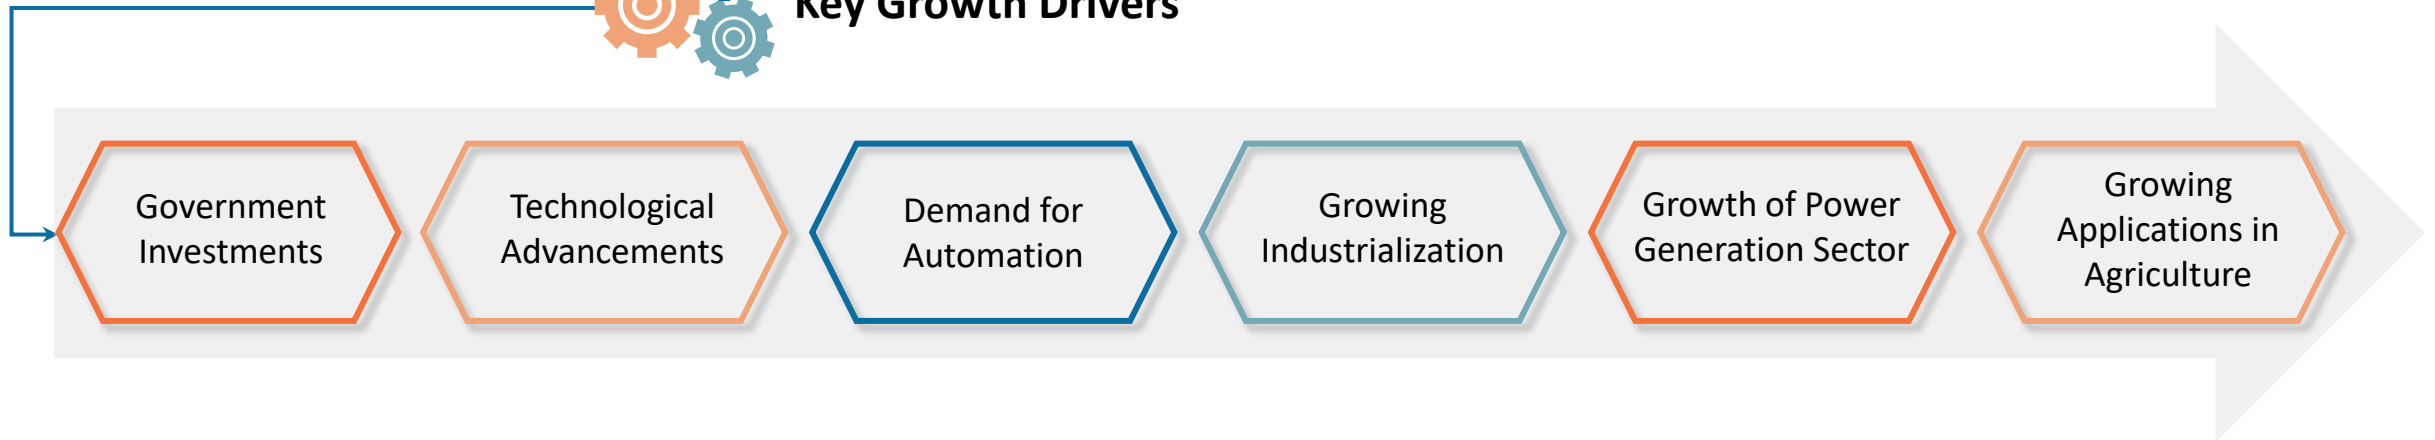 Key Growth Drivers
Government
Investments
Technological
Advancements
Demand for
Automation
Growing
Industrialization
Growth of Power
Generation Sector
Growing
Applications in
Agriculture